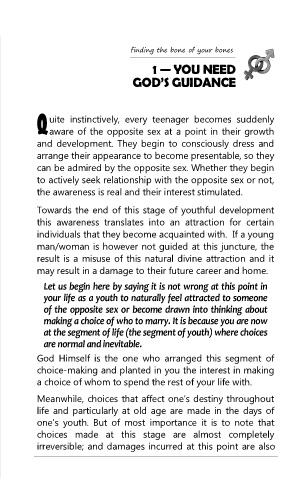 finding the bone of your bones
1 — YOU NEED
GOD'S GUIDANCE
Quite instinctively, every teenager becomes suddenly
aware of the opposite sex at a point in their growth
and development. They begin to consciously dress and
arrange their appearance to become presentable, so they
can be admired by the opposite sex. Whether they begin
to actively seek relationship with the opposite sex or not,
the awareness is real and their interest stimulated.
Towards the end of this stage of youthful development
this awareness translates into an attraction for certain
individuals that they become acquainted with. If a young
man/woman is however not guided at this juncture, the
result is a misuse of this natural divine attraction and it
may result in a damage to their future career and home.
Let us begin here by saying it is not wrong at this point in
your life as a youth to naturally feel attracted to someone
of the opposite sex or become drawn into thinking about
making a choice of who to marry. It is because you are now
at the segment of life (the segment of youth) where choices
are normal and inevitable.
God Himself is the one who arranged this segment of
choice-making and planted in you the interest in making
a choice of whom to spend the rest of your life with.
Meanwhile, choices that affect one's destiny throughout
life and particularly at old age are made in the days of
one's youth. But of most importance it is to note that
choices made at this stage are almost completely
irreversible; and damages incurred at this point are also